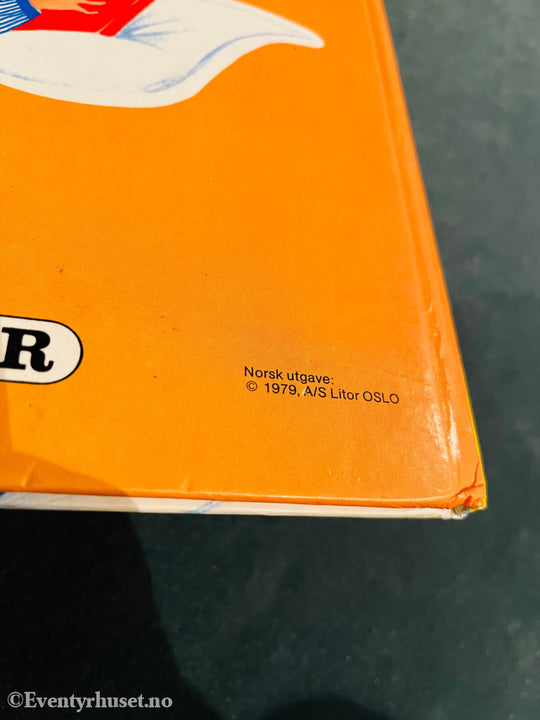 R
Norsk utgave:
© 1979, A/S Litor OSLO
©Eventyrhuset.no